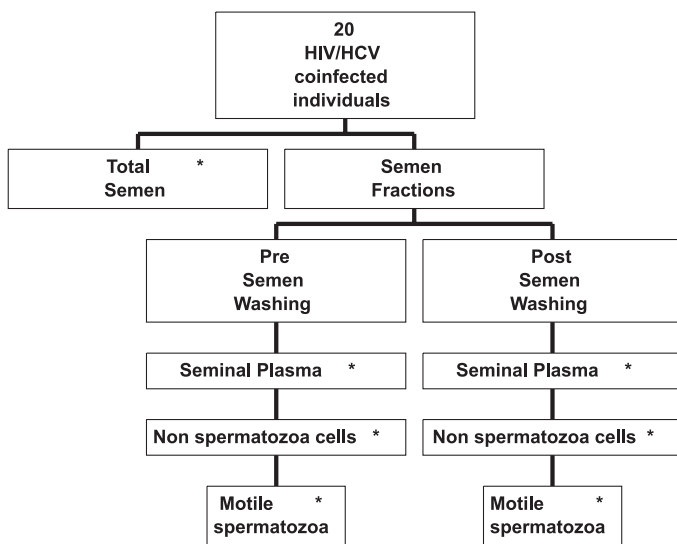 20
HIV/HCV
coinfected
individuals
Total *
Semen
Semen
Fractions
Pre
Semen
Washing
Post
Semen
Washing
Seminal Plasma *
Seminal Plasma *
Non spermatozoa cells *
Non spermatozoa cells *
Motile *
spermatozoa
Motile *
spermatozoa